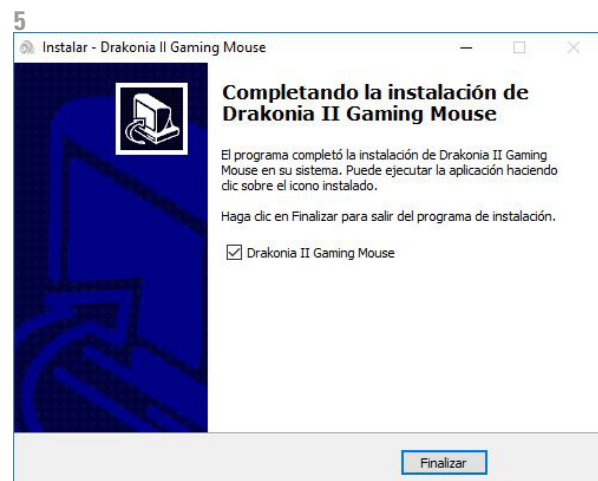 5
Instalar - Drakonia II Gaming Mouse
Completando la instalación de
Drakonia II Gaming Mouse
El programa completó la instalación de Drakonia II Gaming
Mouse en su sistema. Puede ejecutar la aplicación haciendo
clic sobre el icono instalado.
Haga clic en Finalizar para salir del programa de instalación.
Drakonia II Gaming Mouse
Finalizar